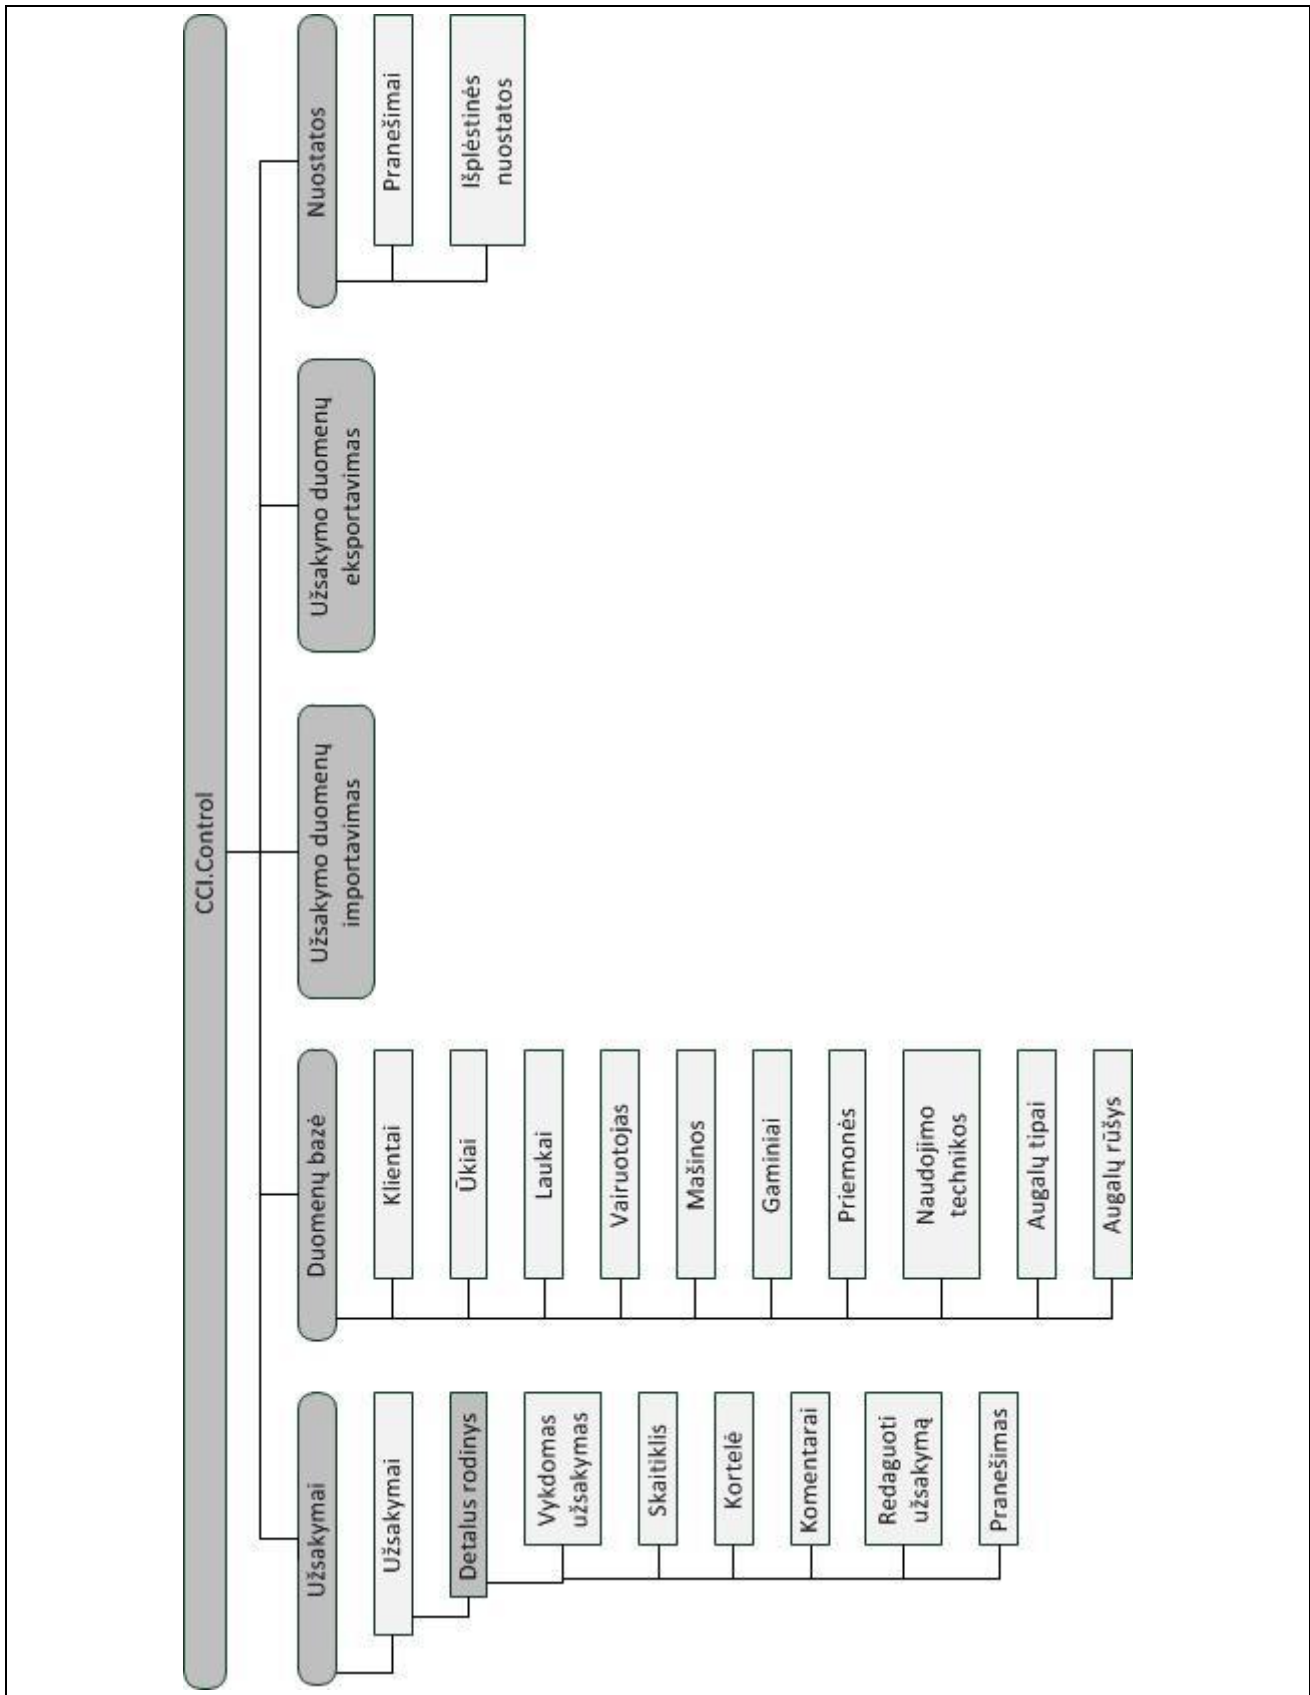 CCI.Control
Užsakymai
Užsakymai
Detalus rodinys
Vykdomas
užsakymas
Skaitiklis
Kortelė
Komentarai
Redaguoti
užsakymą
Pranešimas
Duomenų bazė
Klientai
Ūkiai
Laukai
Vairuotojas
Mašinos
Gaminiai
Priemonės
Naudojimo
technikos
Augalų tipai
Augalų rūšys
Užsakymo duomenų
importavimas
Užsakymo duomenų
eksportavimas
Nuostatos
Pranešimai
Išplėstinės
nuostatos